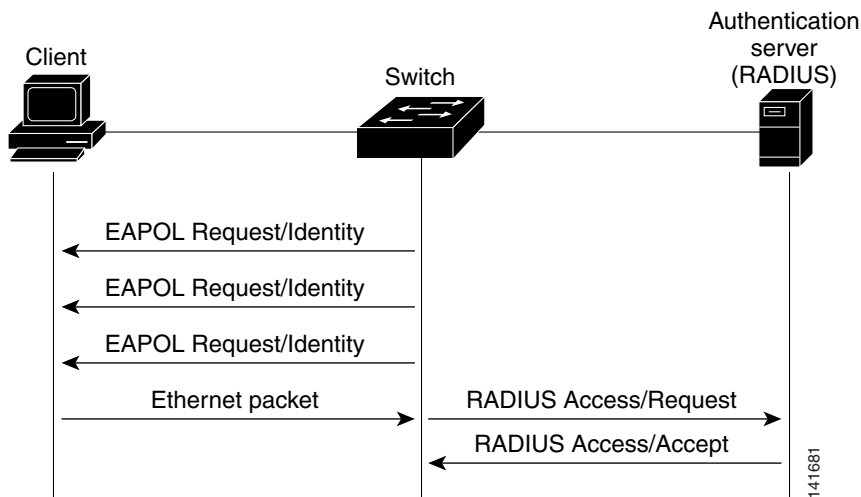 Authentication
server
(RADIUS)
Client
Switch
EAPOL Request/Identity
EAPOL Request/Identity
EAPOL Request/Identity
Ethernet packet
RADIUS Access/Request
RADIUS Access/Accept
141681